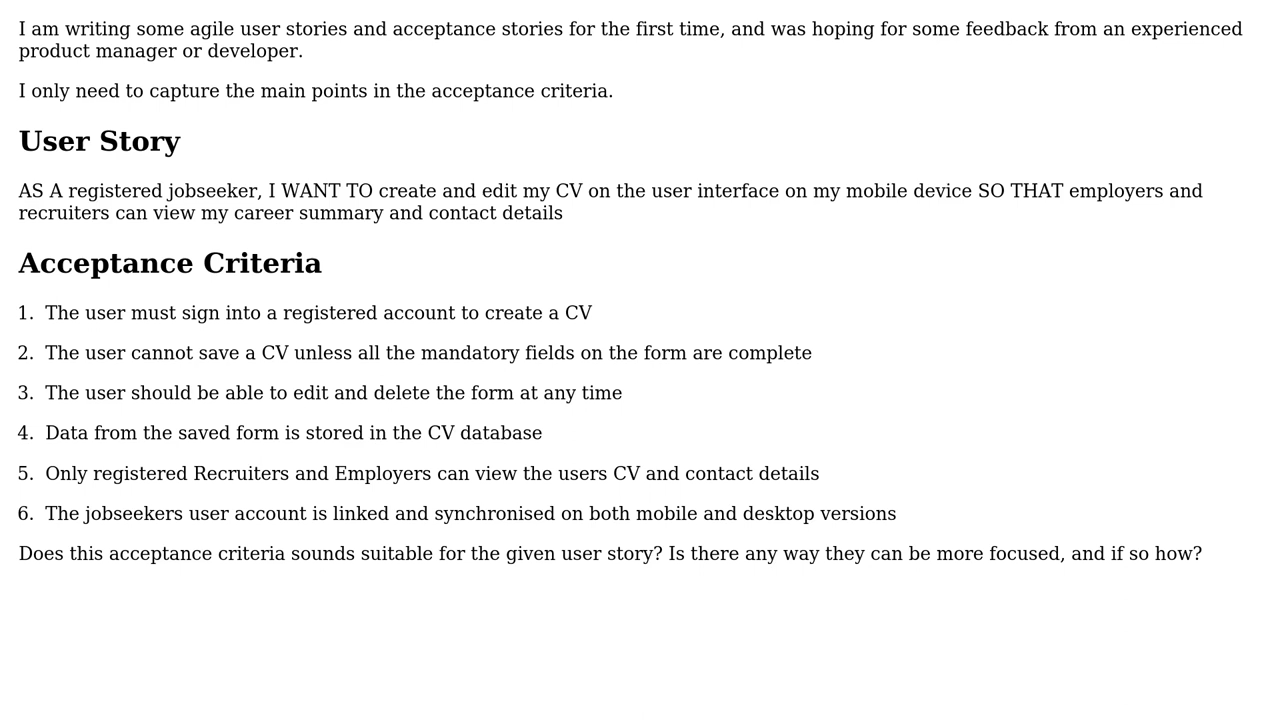 I am writing some agile user stories and acceptance stories for the first time, and was hoping for some feedback from an experienced
product manager or developer.
I only need to capture the main points in the acceptance criteria.
User Story
AS A registered jobseeker, I WANT TO create and edit my CV on the user interface on my mobile device SO THAT employers and
recruiters can view my career summary and contact details
Acceptance Criteria
1. The user must sign into a registered account to create a CV
2. The user cannot save a CV unless all the mandatory fields on the form are complete
3. The user should be able to edit and delete the form at any time
4. Data from the saved form is stored in the CV database
5. Only registered Recruiters and Employers can view the users CV and contact details
6. The jobseekers user account is linked and synchronised on both mobile and desktop versions
Does this acceptance criteria sounds suitable for the given user story? Is there any way they can be more focused, and if so how?